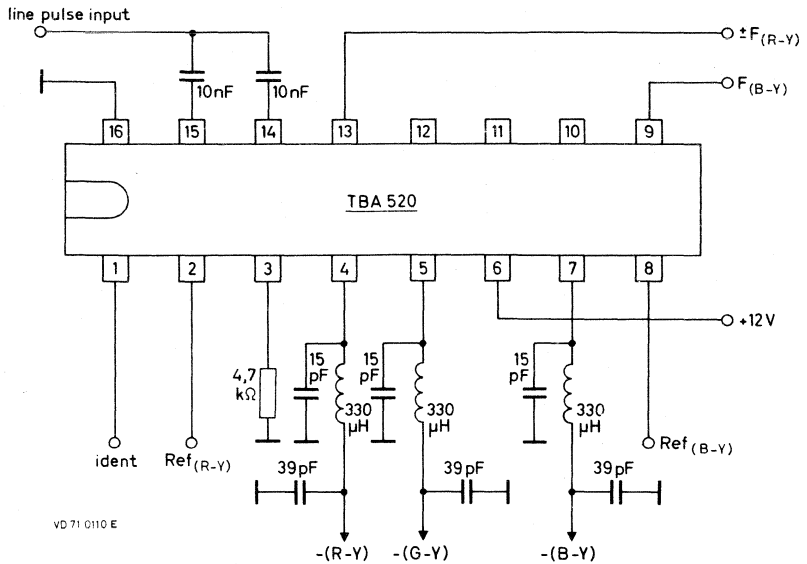 line pulse input
±F(R-Y)
F(B-Y)
10nF
10nF
16
15
14
13
12
11
10
9
TBA 520
1
2
3
4
5
6
7
8
+12V
4,7
kΩ
15
pF
330
µH
15
pF
330
µH
15
pF
330
µH
ident
Ref(R-Y)
Ref(B-Y)
39pF
39pF
39pF
VD 71 0110 E
-(R-Y)
-(G-Y)
-(B-Y)